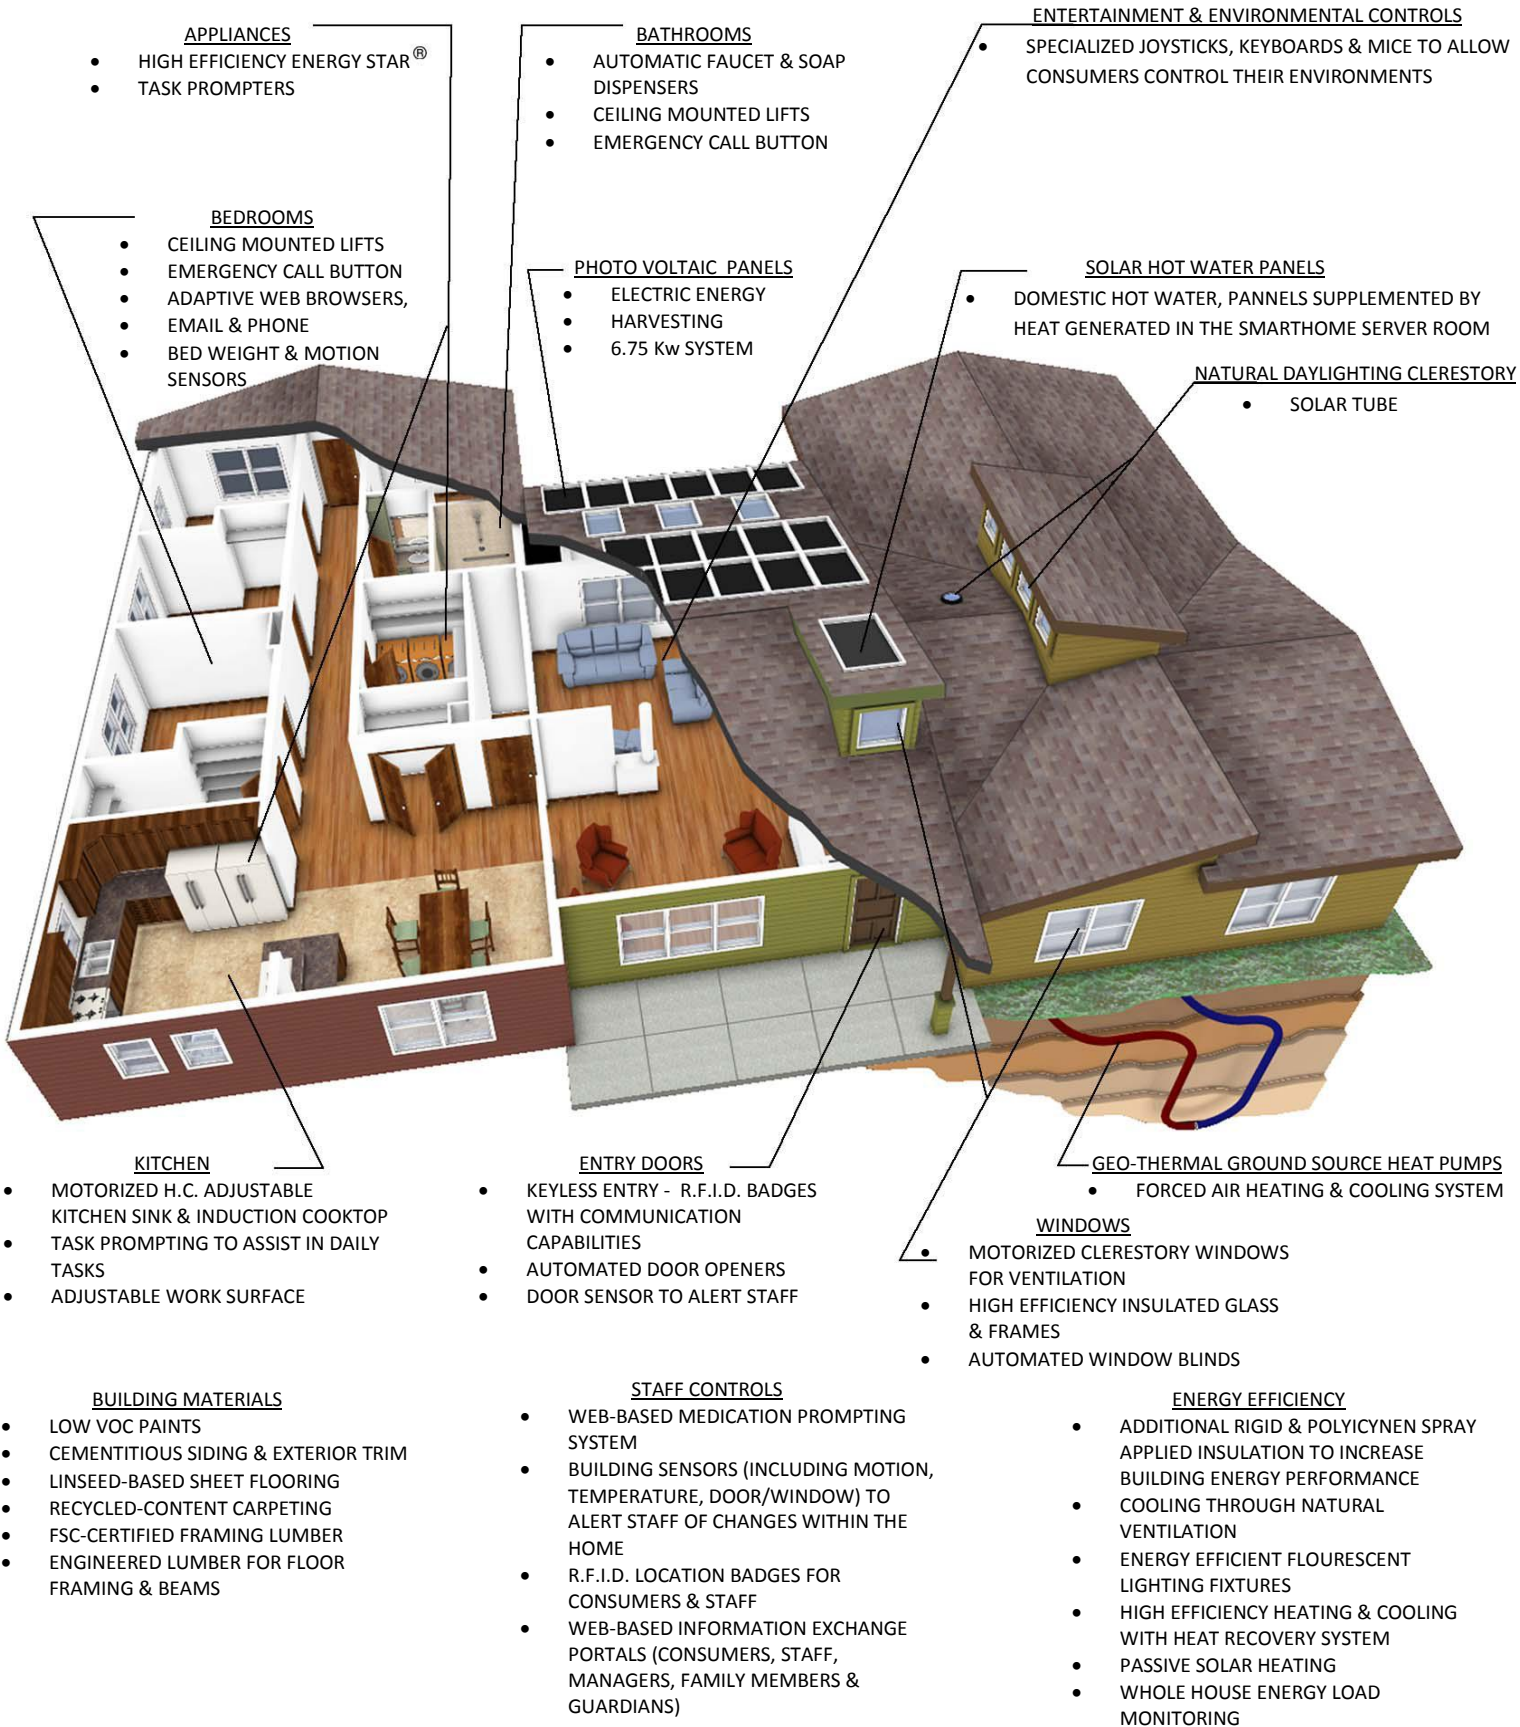 APPLIANCES
• HIGH EFFICIENCY ENERGY STAR®
• TASK PROMPTERS
BATHROOMS
• AUTOMATIC FAUCET & SOAP
DISPENSERS
• CEILING MOUNTED LIFTS
• EMERGENCY CALL BUTTON
ENTERTAINMENT & ENVIRONMENTAL CONTROLS
• SPECIALIZED JOYSTICKS, KEYBOARDS & MICE TO ALLOW
CONSUMERS CONTROL THEIR ENVIRONMENTS
BEDROOMS
• CEILING MOUNTED LIFTS
• EMERGENCY CALL BUTTON
• ADAPTIVE WEB BROWSERS,
• EMAIL & PHONE
• BED WEIGHT & MOTION
SENSORS
PHOTO VOLTAIC PANELS
• ELECTRIC ENERGY
• HARVESTING
• 6.75 Kw SYSTEM
SOLAR HOT WATER PANELS
• DOMESTIC HOT WATER, PANNELS SUPPLEMENTED BY
HEAT GENERATED IN THE SMARTHOME SERVER ROOM
NATURAL DAYLIGHTING CLERESTORY
• SOLAR TUBE
KITCHEN
• MOTORIZED H.C. ADJUSTABLE
KITCHEN SINK & INDUCTION COOKTOP
• TASK PROMPTING TO ASSIST IN DAILY
TASKS
• ADJUSTABLE WORK SURFACE
ENTRY DOORS
• KEYLESS ENTRY - R.F.I.D. BADGES
WITH COMMUNICATION
CAPABILITIES
• AUTOMATED DOOR OPENERS
• DOOR SENSOR TO ALERT STAFF
GEO-THERMAL GROUND SOURCE HEAT PUMPS
• FORCED AIR HEATING & COOLING SYSTEM
WINDOWS
• MOTORIZED CLERESTORY WINDOWS
FOR VENTILATION
• HIGH EFFICIENCY INSULATED GLASS
& FRAMES
• AUTOMATED WINDOW BLINDS
BUILDING MATERIALS
• LOW VOC PAINTS
• CEMENTITIOUS SIDING & EXTERIOR TRIM
• LINSEED-BASED SHEET FLOORING
• RECYCLED-CONTENT CARPETING
• FSC-CERTIFIED FRAMING LUMBER
• ENGINEERED LUMBER FOR FLOOR
FRAMING & BEAMS
STAFF CONTROLS
• WEB-BASED MEDICATION PROMPTING
SYSTEM
• BUILDING SENSORS (INCLUDING MOTION,
TEMPERATURE, DOOR/WINDOW) TO
ALERT STAFF OF CHANGES WITHIN THE
HOME
• R.F.I.D. LOCATION BADGES FOR
CONSUMERS & STAFF
• WEB-BASED INFORMATION EXCHANGE
PORTALS (CONSUMERS, STAFF,
MANAGERS, FAMILY MEMBERS &
GUARDIANS)
ENERGY EFFICIENCY
• ADDITIONAL RIGID & POLYICYNEN SPRAY
APPLIED INSULATION TO INCREASE
BUILDING ENERGY PERFORMANCE
• COOLING THROUGH NATURAL
VENTILATION
• ENERGY EFFICIENT FLOURESCENT
LIGHTING FIXTURES
• HIGH EFFICIENCY HEATING & COOLING
WITH HEAT RECOVERY SYSTEM
• PASSIVE SOLAR HEATING
• WHOLE HOUSE ENERGY LOAD
MONITORING